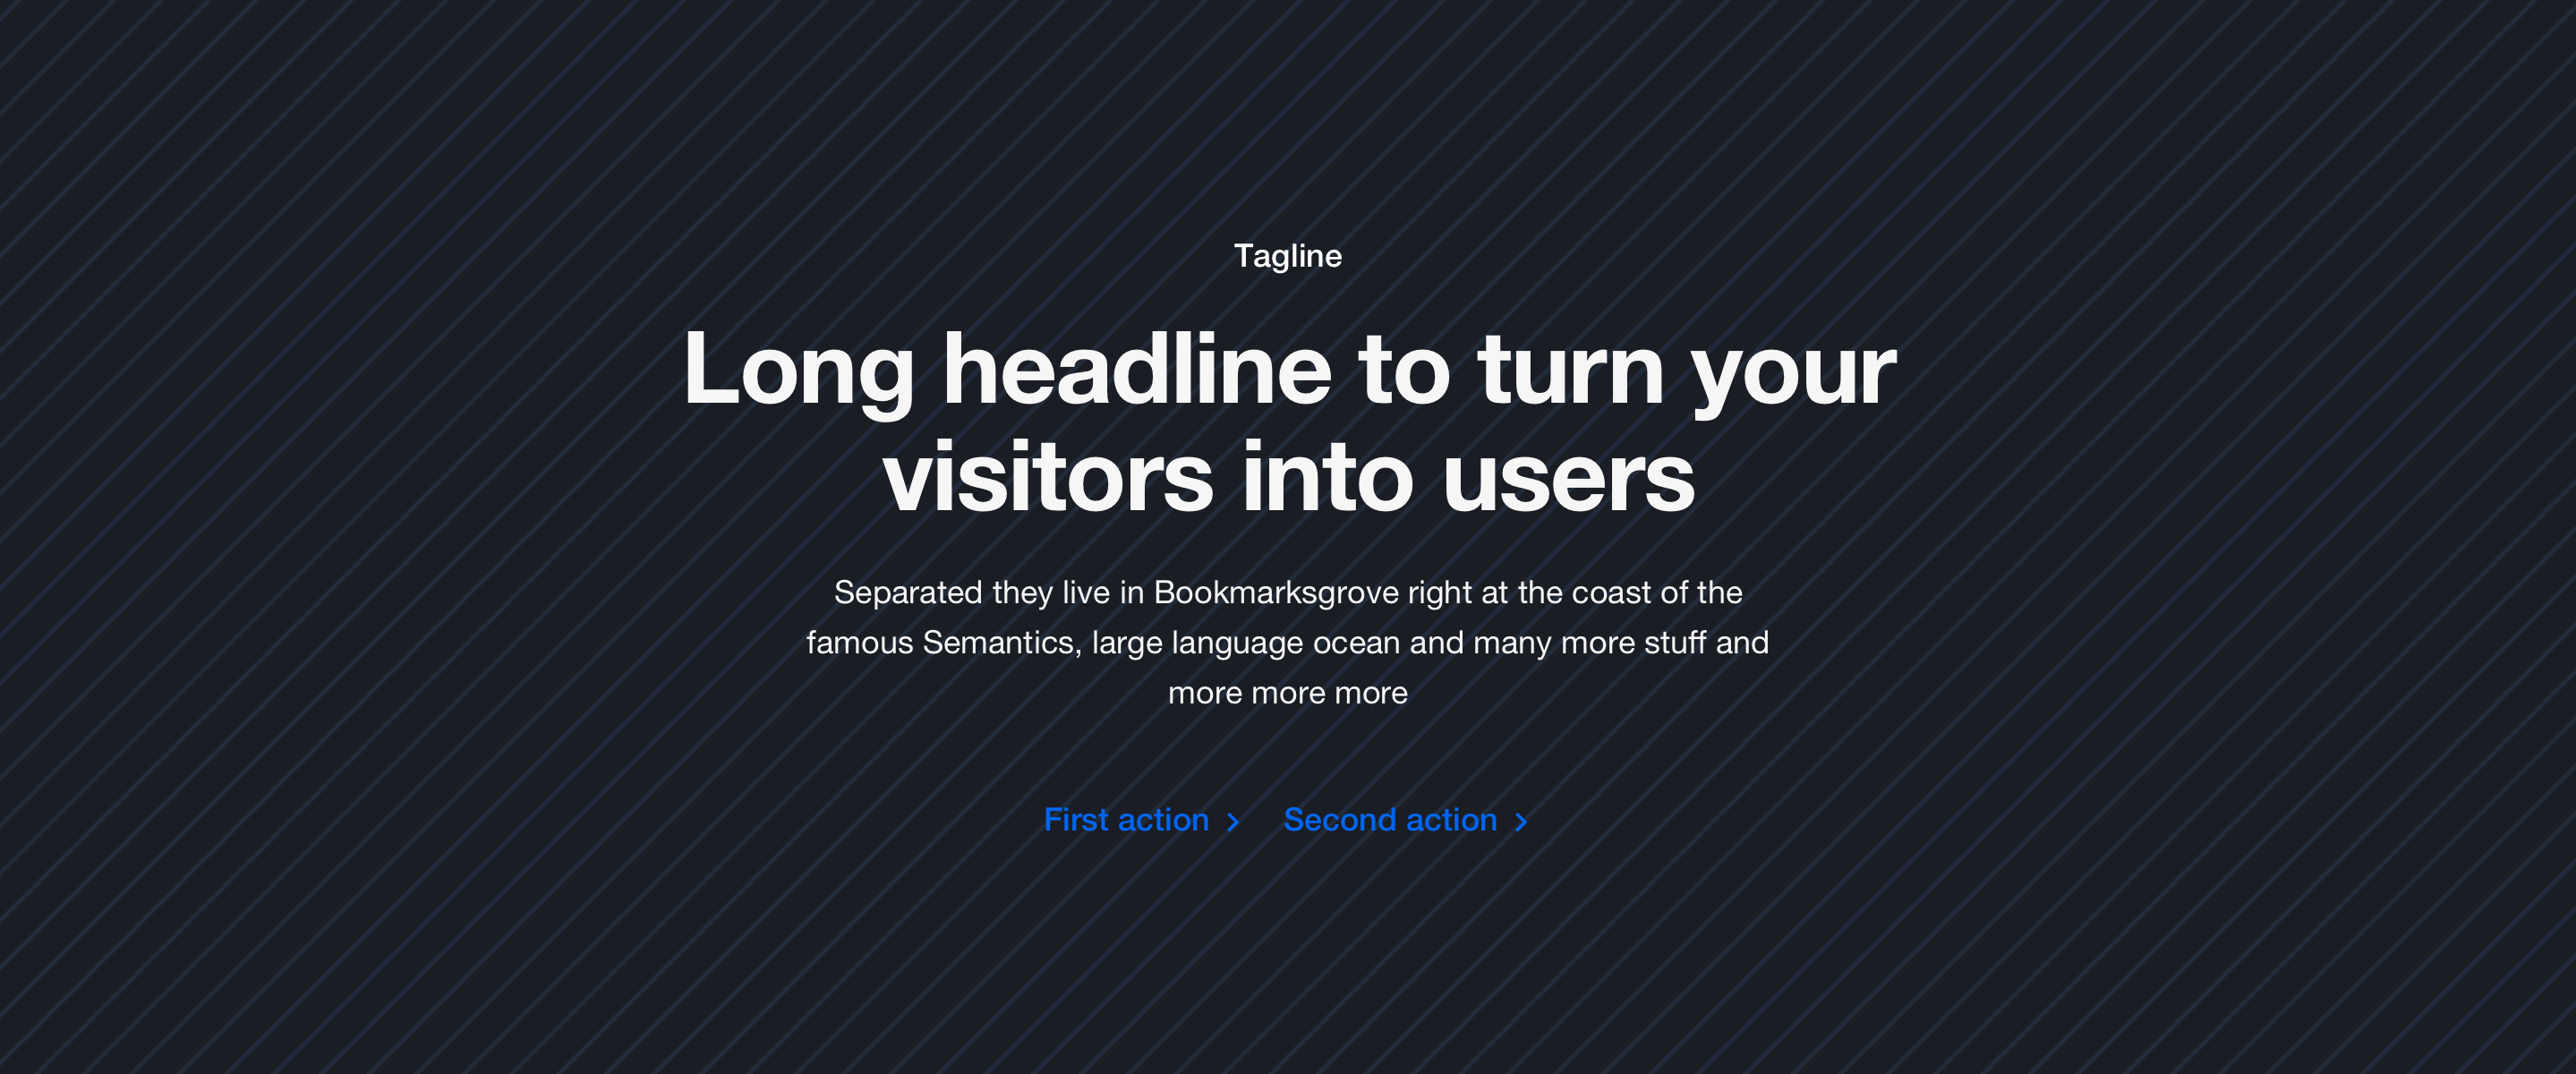 Tagline
Long headline to turn your
visitors into users
Separated they live in Bookmarksgrove right at the coast of the
famous Semantics, large language ocean and many more stuff and
more more more
First action
Second action